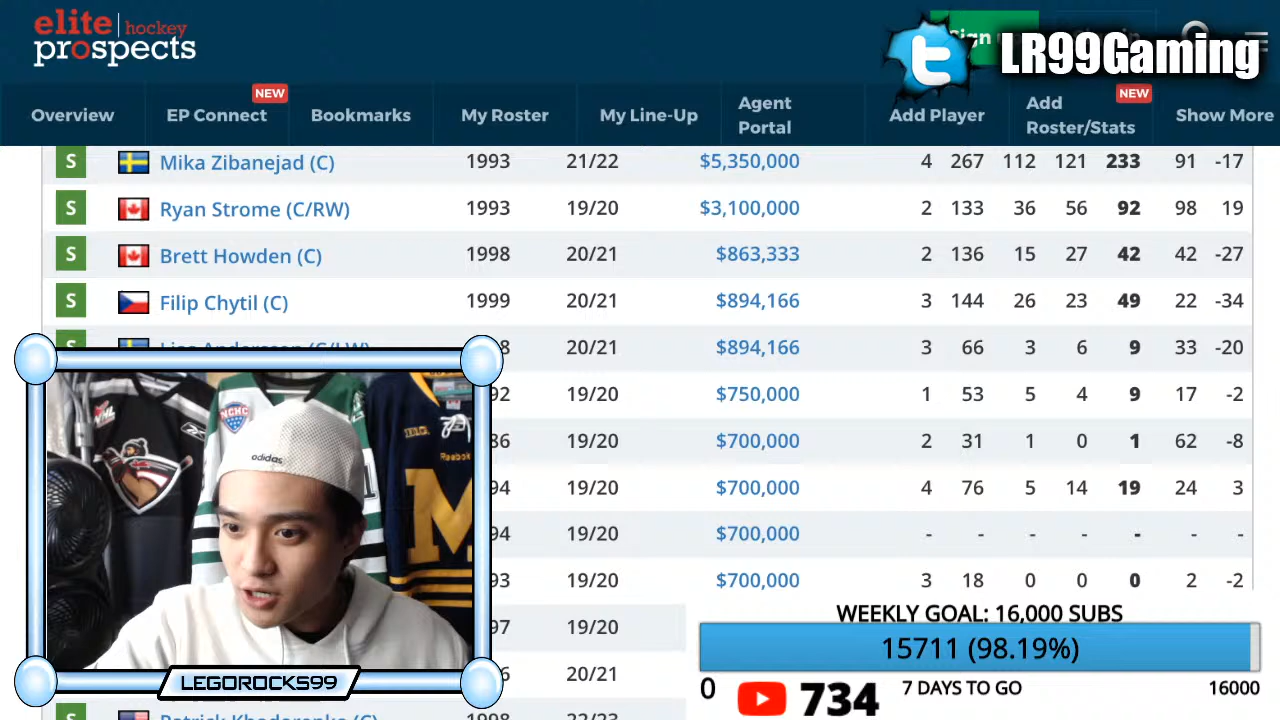 elite hockey
prospects
LR99Gaming
Overview
EP Connect
NEW
Bookmarks
My Roster
My Line-Up
Agent
Portal
Add Player
Add
Roster/Stats
NEW
Show More
S Mika Zibanejad (C) 1993 21/22 $5,350,000 4 267 112 121 233 91 -17
S Ryan Strome (C/RW) 1993 19/20 $3,100,000 2 133 36 56 92 98 19
S Brett Howden (C) 1998 20/21 $863,333 2 136 15 27 42 42 -27
S Filip Chytil (C) 1999 20/21 $894,166 3 144 26 23 49 22 -34
20/21 $894,166 3 66 3 6 9 33 -20
19/20 $750,000 1 53 5 4 9 17 -2
19/20 $700,000 2 31 1 0 1 62 -8
19/20 $700,000 4 76 5 14 19 24 3
19/20 $700,000 - - - - - - -
19/20 $700,000 3 18 0 0 0 2 -2
19/20
20/21
WHL
NCHC
adidas
Reebok
M
LEGOROCKS99
WEEKLY GOAL: 16,000 SUBS
15711 (98.19%)
0 7 DAYS TO GO 16000
734